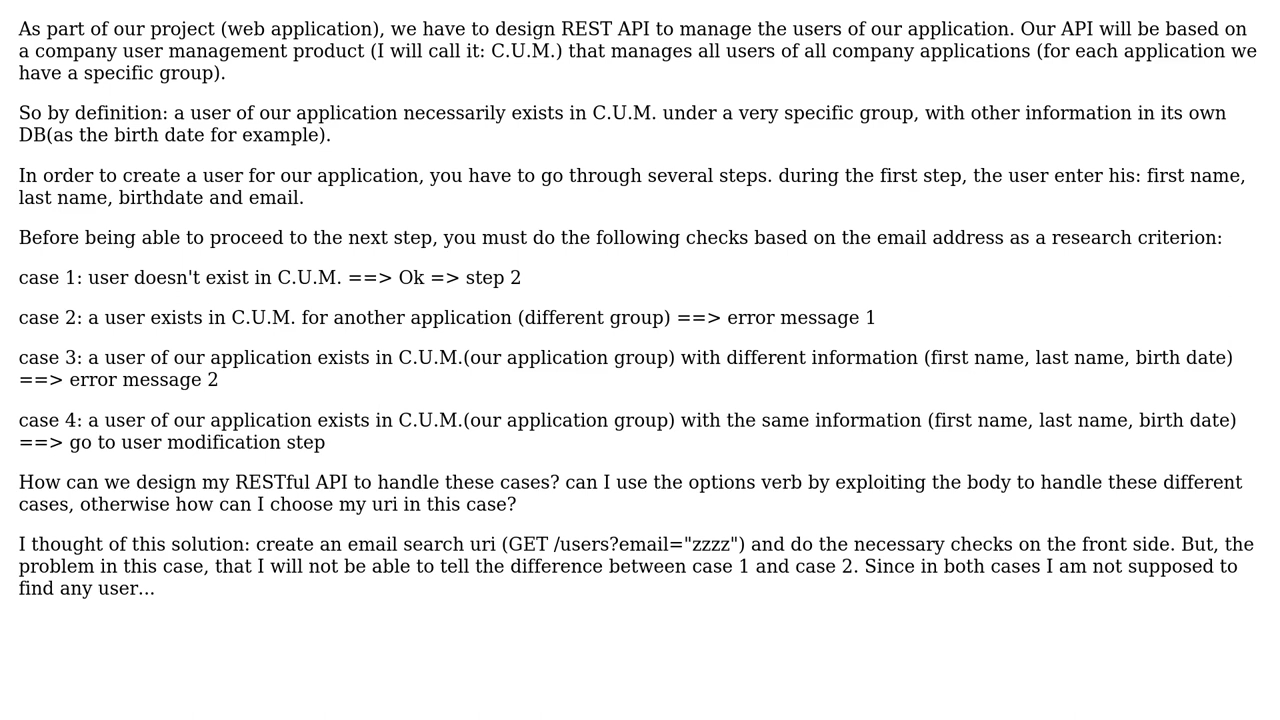 As part of our project (web application), we have to design REST API to manage the users of our application. Our API will be based on
a company user management product (I will call it: C.U.M.) that manages all users of all company applications (for each application we
have a specific group).
So by definition: a user of our application necessarily exists in C.U.M. under a very specific group, with other information in its own
DB(as the birth date for example).
In order to create a user for our application, you have to go through several steps. during the first step, the user enter his: first name,
last name, birthdate and email.
Before being able to proceed to the next step, you must do the following checks based on the email address as a research criterion:
case 1: user doesn't exist in C.U.M. ==> Ok => step 2
case 2: a user exists in C.U.M. for another application (different group) ==> error message 1
case 3: a user of our application exists in C.U.M.(our application group) with different information (first name, last name, birth date)
==> error message 2
case 4: a user of our application exists in C.U.M.(our application group) with the same information (first name, last name, birth date)
==> go to user modification step
How can we design my RESTful API to handle these cases? can I use the options verb by exploiting the body to handle these different
cases, otherwise how can I choose my uri in this case?
I thought of this solution: create an email search uri (GET /users?email="zzzz") and do the necessary checks on the front side. But, the
problem in this case, that I will not be able to tell the difference between case 1 and case 2. Since in both cases I am not supposed to
find any user...